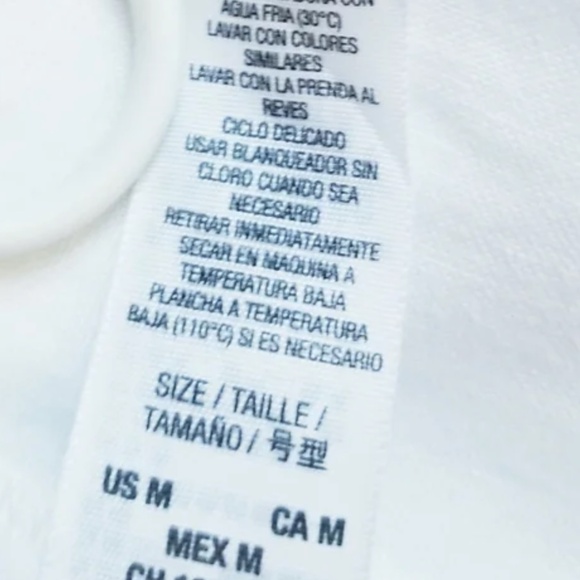 AGUA FRIA (30°C)
LAVAR CON COLORES
SIMILARES
LAVAR CON LA PRENDA AL
REVES
CICLO DELICADO
USAR BLANQUEADOR SIN
CLORO CUANDO SEA
NECESARIO
RETIRAR INMEDIATAMENTE
SECAR EN MAQUINA A
TEMPERATURA BAJA
PLANCHA A TEMPERATURA
BAJA (110°C) SI ES NECESARIO
SIZE / TAILLE /
TAMAÑO / 号型
US M
CA M
MEX M